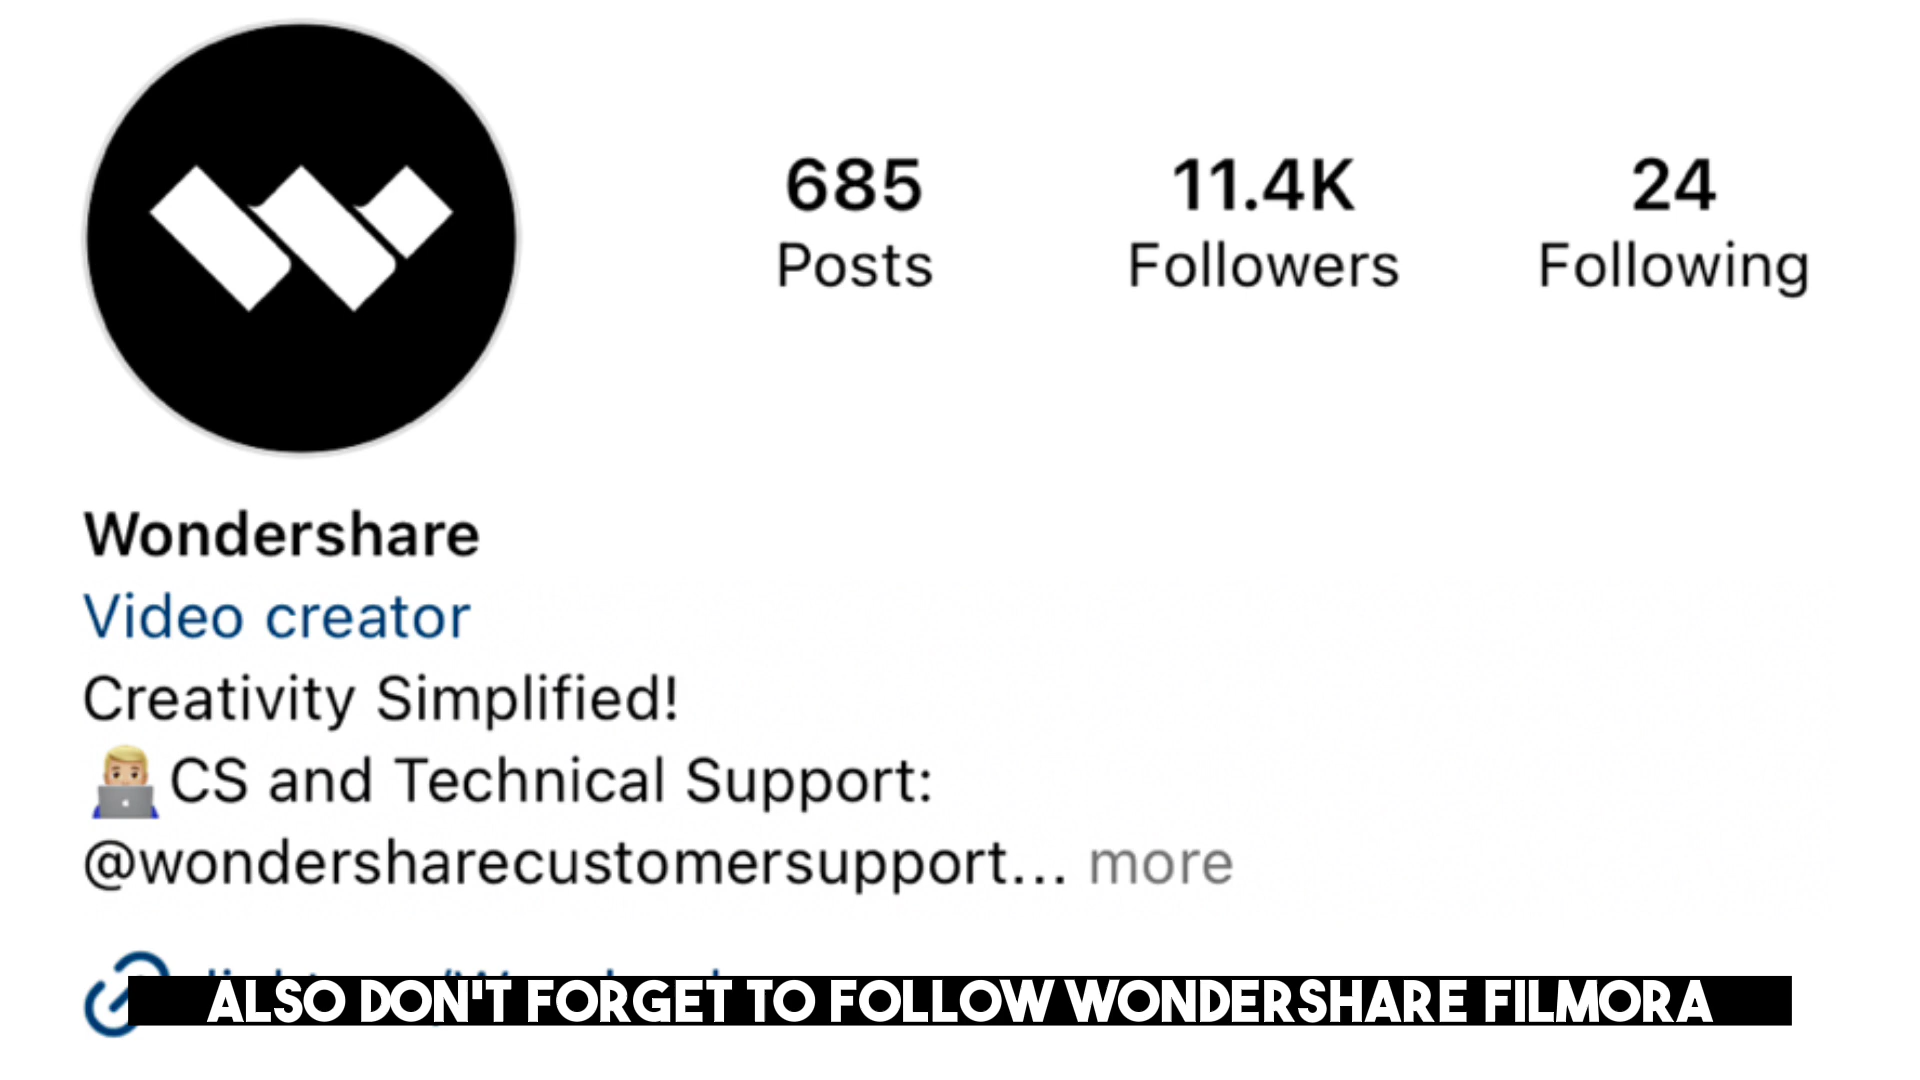 685 11.4K 24
Posts Followers Following
Wondershare
Video creator
Creativity Simplified!
CS and Technical Support:
@wondersharecustomersupport... more
ALSO DON'T FORGET TO FOLLOW WONDERSHARE FILMORA